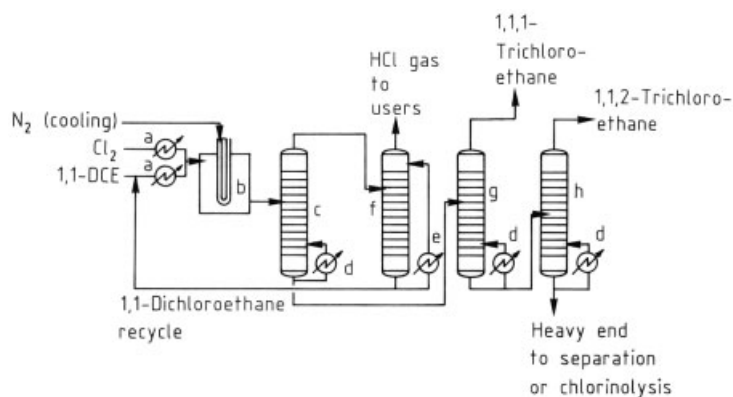 HCl gas
to
users
1,1,1-
Trichloro-
ethane
1,1,2-Trichloro-
ethane
N₂ (cooling)
Cl₂
1,1-DCE
a
a
b
c
d
f
e
g
d
h
d
1,1-Dichloroethane
recycle
Heavy end
to separation
or chlorinolysis